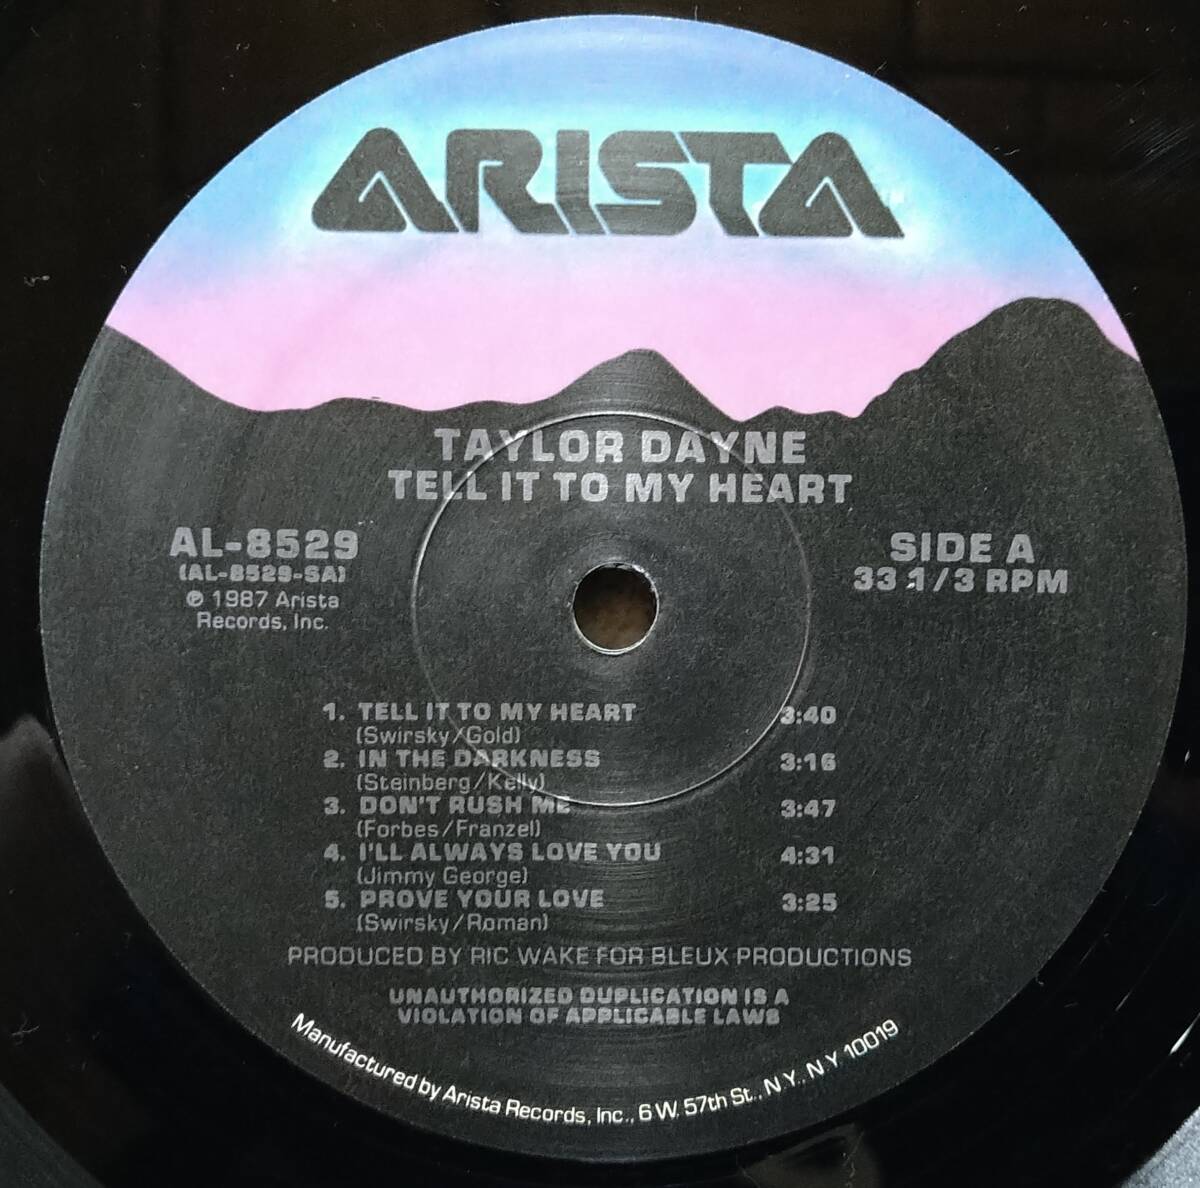 ARISTA
TAYLOR DAYNE
TELL IT TO MY HEART
AL-8529
(AL-8529-SA)
℗ 1987 Arista
Records, Inc.
SIDE A
33 1/3 RPM
1. TELL IT TO MY HEART 3:40
(Swirsky/Gold)
2. IN THE DARKNESS 3:16
(Steinberg/Kelly)
3. DON'T RUSH ME 3:47
(Forbes/Franzel)
4. I'LL ALWAYS LOVE YOU 4:31
(Jimmy George)
5. PROVE YOUR LOVE 3:25
(Swirsky/Roman)
PRODUCED BY RIC WAKE FOR BLEUX PRODUCTIONS
UNAUTHORIZED DUPLICATION IS A
VIOLATION OF APPLICABLE LAWS
Manufactured by Arista Records, Inc., 6 W. 57th St., N.Y., N.Y 10019